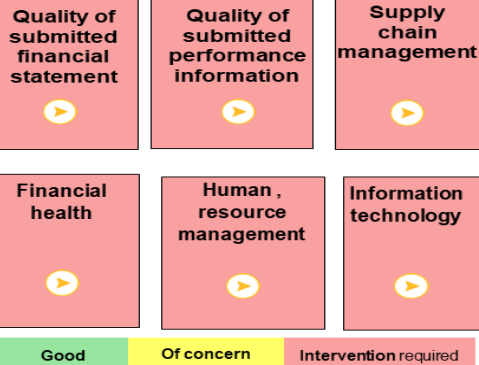 Quality of
submitted
financial
statement
Quality of
submitted
performance
information
Supply
chain
management
Financial
health
Human ,
resource
management
Information
technology
Good
Of concern
Intervention required